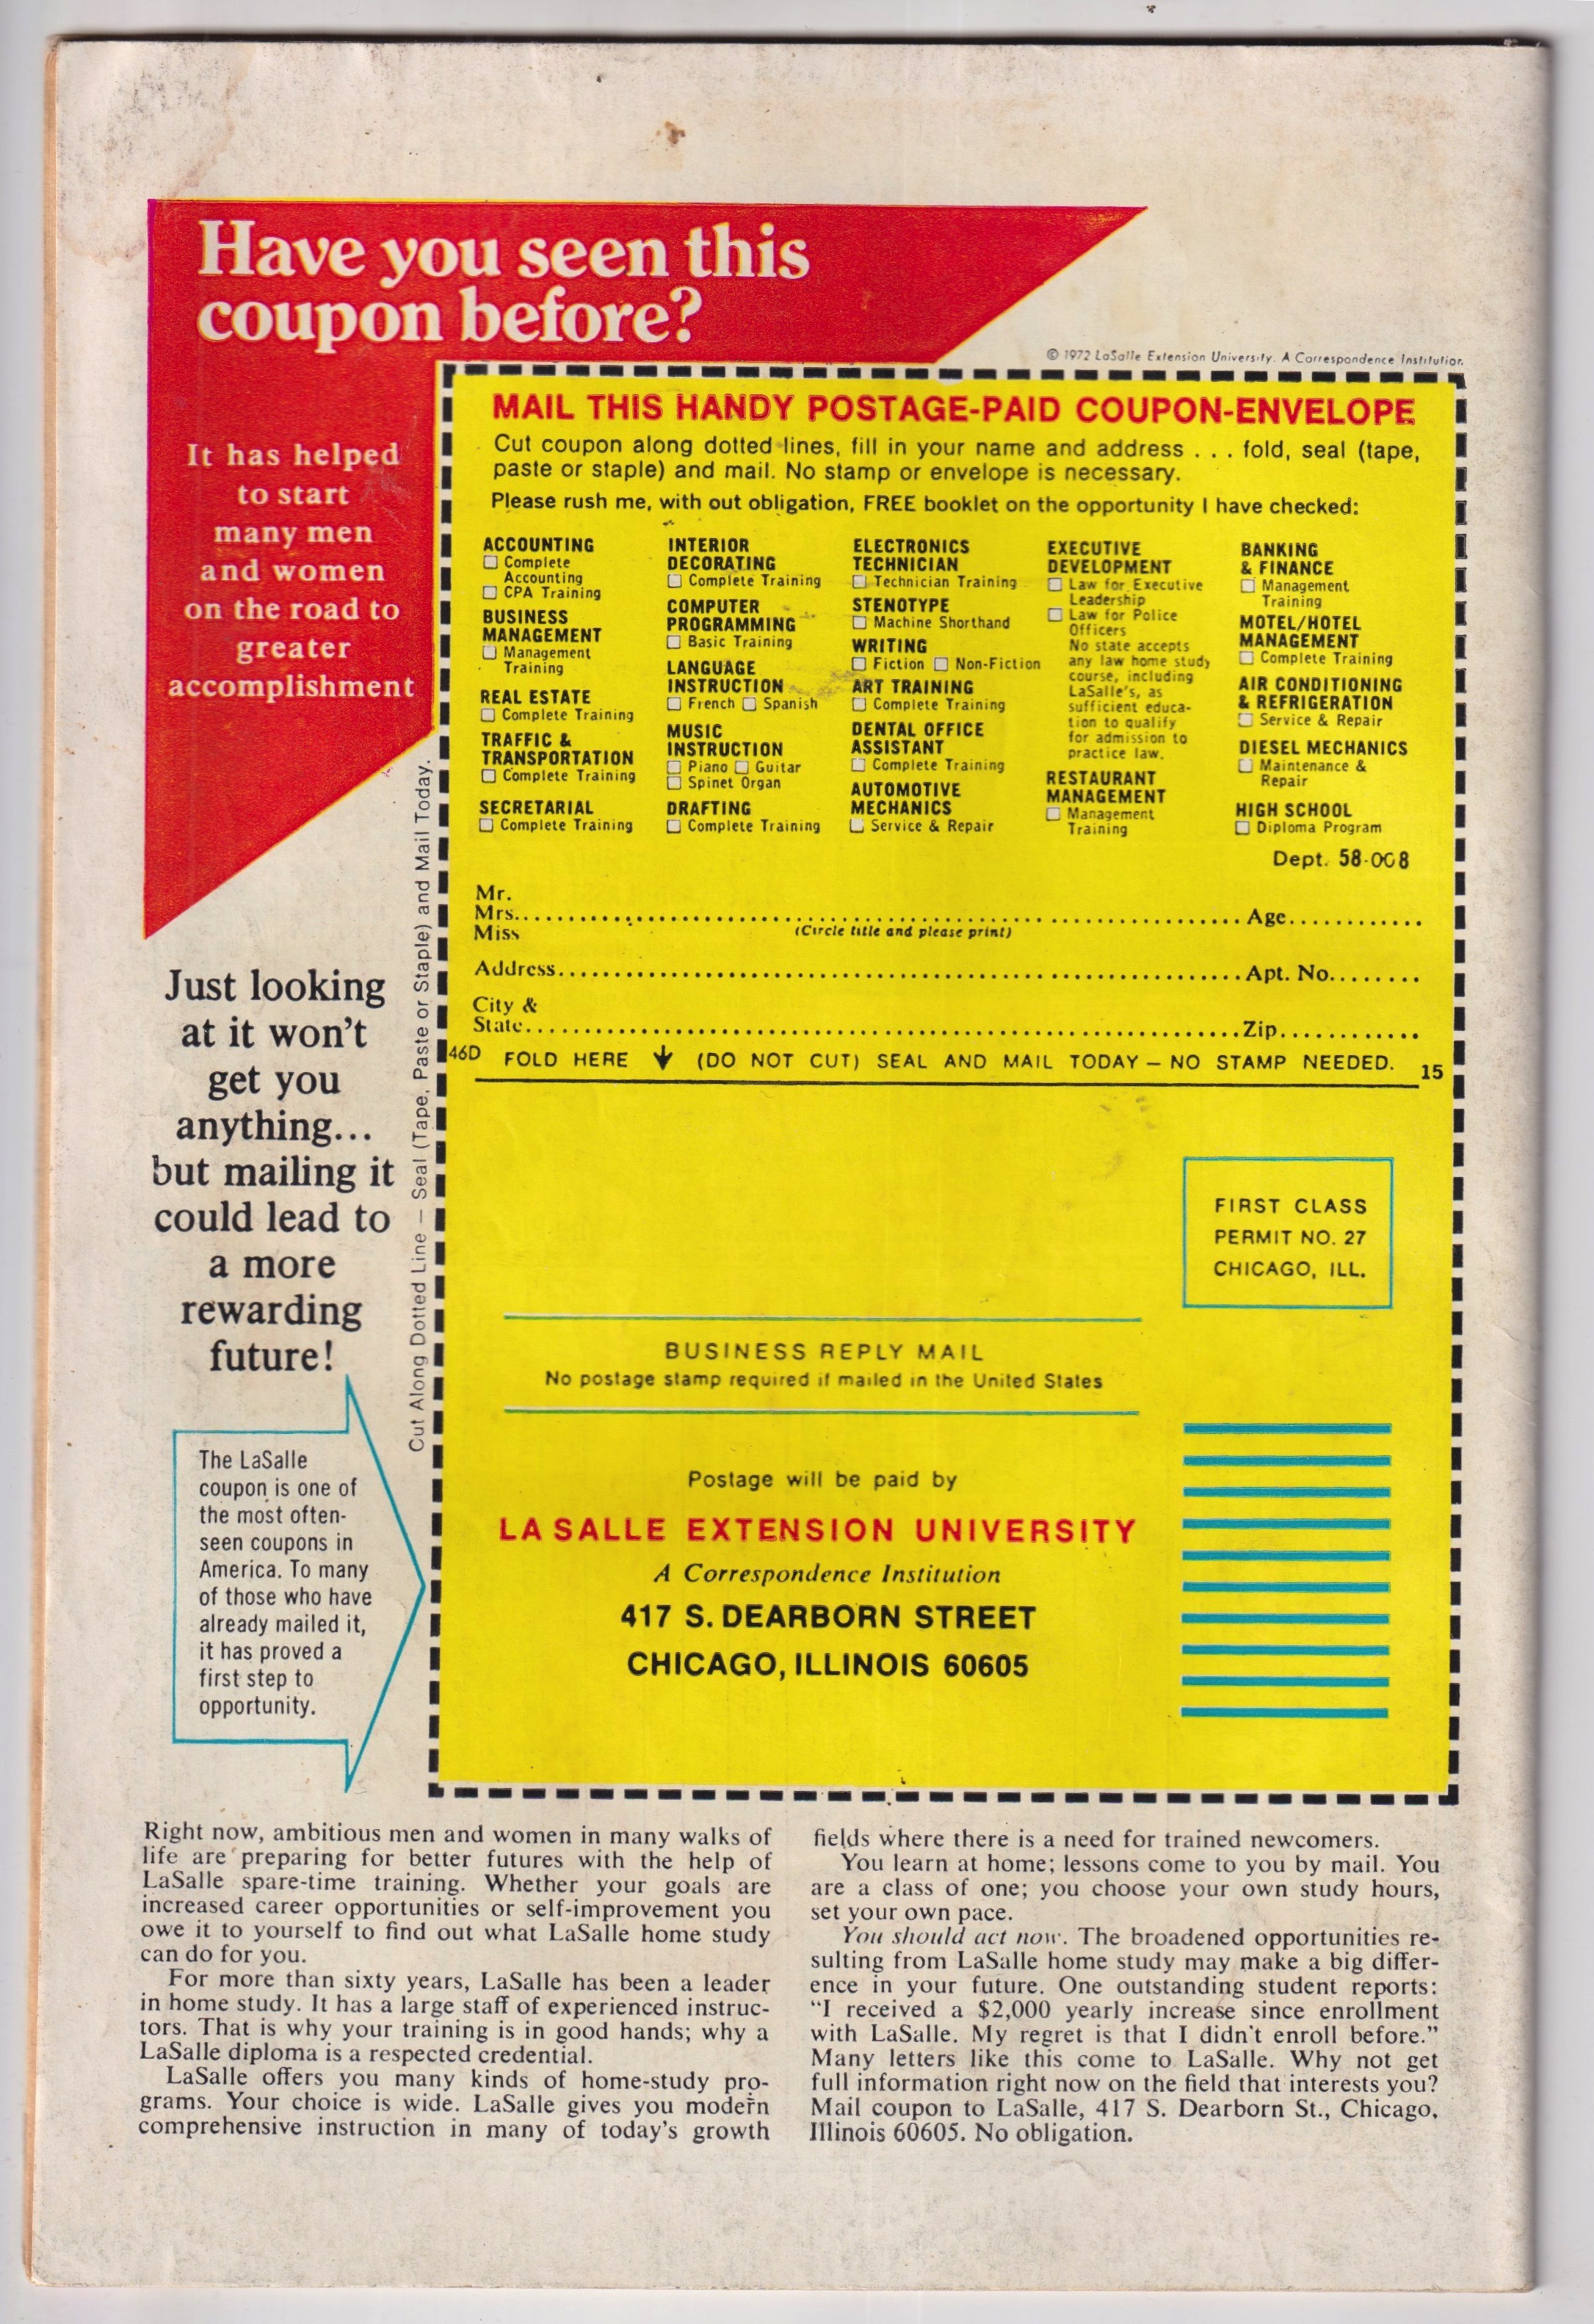 Have you seen this
coupon before?
© 1972 LaSalle Extension University. A Correspondence Institution.
It has helped
to start
many men
and women
on the road to
greater
accomplishment
Just looking
at it won't
get you
anything...
but mailing it
could lead to
a more
rewarding
future!
The LaSalle
coupon is one of
the most often-
seen coupons in
America. To many
of those who have
already mailed it,
it has proved a
first step to
opportunity.
Cut Along Dotted Line – Seal (Tape, Paste or Staple) and Mail Today.
MAIL THIS HANDY POSTAGE-PAID COUPON-ENVELOPE
Cut coupon along dotted lines, fill in your name and address . . . fold, seal (tape,
paste or staple) and mail. No stamp or envelope is necessary.
Please rush me, with out obligation, FREE booklet on the opportunity I have checked:
ACCOUNTING
☐ Complete
Accounting
☐ CPA Training
BUSINESS
MANAGEMENT
☐ Management
Training
REAL ESTATE
☐ Complete Training
TRAFFIC &
TRANSPORTATION
☐ Complete Training
SECRETARIAL
☐ Complete Training
INTERIOR
DECORATING
☐ Complete Training
COMPUTER
PROGRAMMING
☐ Basic Training
LANGUAGE
INSTRUCTION
☐ French ☐ Spanish
MUSIC
INSTRUCTION
☐ Piano ☐ Guitar
☐ Spinet Organ
DRAFTING
☐ Complete Training
ELECTRONICS
TECHNICIAN
☐ Technician Training
STENOTYPE
☐ Machine Shorthand
WRITING
☐ Fiction ☐ Non-Fiction
ART TRAINING
☐ Complete Training
DENTAL OFFICE
ASSISTANT
☐ Complete Training
AUTOMOTIVE
MECHANICS
☐ Service & Repair
EXECUTIVE
DEVELOPMENT
☐ Law for Executive
Leadership
☐ Law for Police
Officers
No state accepts
any law home study
course, including
LaSalle's, as
sufficient educa-
tion to qualify
for admission to
practice law.
RESTAURANT
MANAGEMENT
☐ Management
Training
BANKING
& FINANCE
☐ Management
Training
MOTEL/HOTEL
MANAGEMENT
☐ Complete Training
AIR CONDITIONING
& REFRIGERATION
☐ Service & Repair
DIESEL MECHANICS
☐ Maintenance &
Repair
HIGH SCHOOL
☐ Diploma Program
Dept. 58-008
Mr.
Mrs. Age
Miss (Circle title and please print)
Address Apt. No.
City &
State Zip
46D FOLD HERE ↓ (DO NOT CUT) SEAL AND MAIL TODAY – NO STAMP NEEDED. 15
FIRST CLASS
PERMIT NO. 27
CHICAGO, ILL.
BUSINESS REPLY MAIL
No postage stamp required if mailed in the United States
Postage will be paid by
LA SALLE EXTENSION UNIVERSITY
A Correspondence Institution
417 S. DEARBORN STREET
CHICAGO, ILLINOIS 60605
Right now, ambitious men and women in many walks of
life are preparing for better futures with the help of
LaSalle spare-time training. Whether your goals are
increased career opportunities or self-improvement you
owe it to yourself to find out what LaSalle home study
can do for you.
For more than sixty years, LaSalle has been a leader
in home study. It has a large staff of experienced instruc-
tors. That is why your training is in good hands; why a
LaSalle diploma is a respected credential.
LaSalle offers you many kinds of home-study pro-
grams. Your choice is wide. LaSalle gives you modern
comprehensive instruction in many of today's growth
fields where there is a need for trained newcomers.
You learn at home; lessons come to you by mail. You
are a class of one; you choose your own study hours,
set your own pace.
You should act now. The broadened opportunities re-
sulting from LaSalle home study may make a big differ-
ence in your future. One outstanding student reports:
"I received a $2,000 yearly increase since enrollment
with LaSalle. My regret is that I didn't enroll before."
Many letters like this come to LaSalle. Why not get
full information right now on the field that interests you?
Mail coupon to LaSalle, 417 S. Dearborn St., Chicago,
Illinois 60605. No obligation.